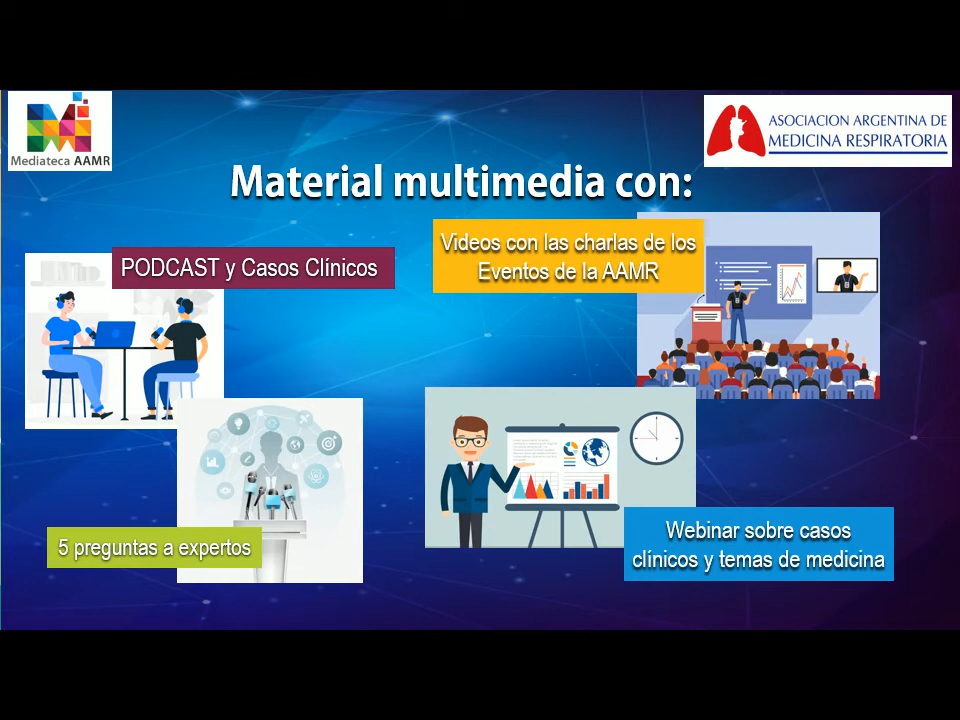 Mediateca AAMR
ASOCIACION ARGENTINA DE
MEDICINA RESPIRATORIA
Material multimedia con:
PODCAST y Casos Clínicos
Videos con las charlas de los
Eventos de la AAMR
5 preguntas a expertos
Webinar sobre casos
clínicos y temas de medicina